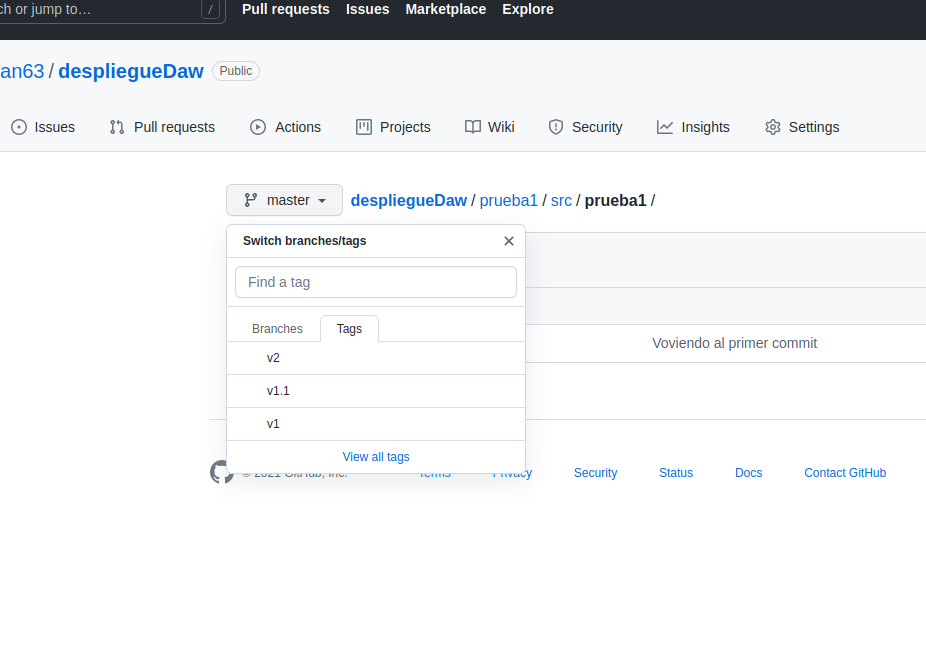 ch or jump to… / Pull requests Issues Marketplace Explore
an63 / despliegueDaw Public
Issues Pull requests Actions Projects Wiki Security Insights Settings
master despliegueDaw / prueba1 / src / prueba1 /
Switch branches/tags
Find a tag
Branches Tags
Voviendo al primer commit
v2
v1.1
v1
View all tags
© 2021 GitHub, Inc. Terms Privacy Security Status Docs Contact GitHub